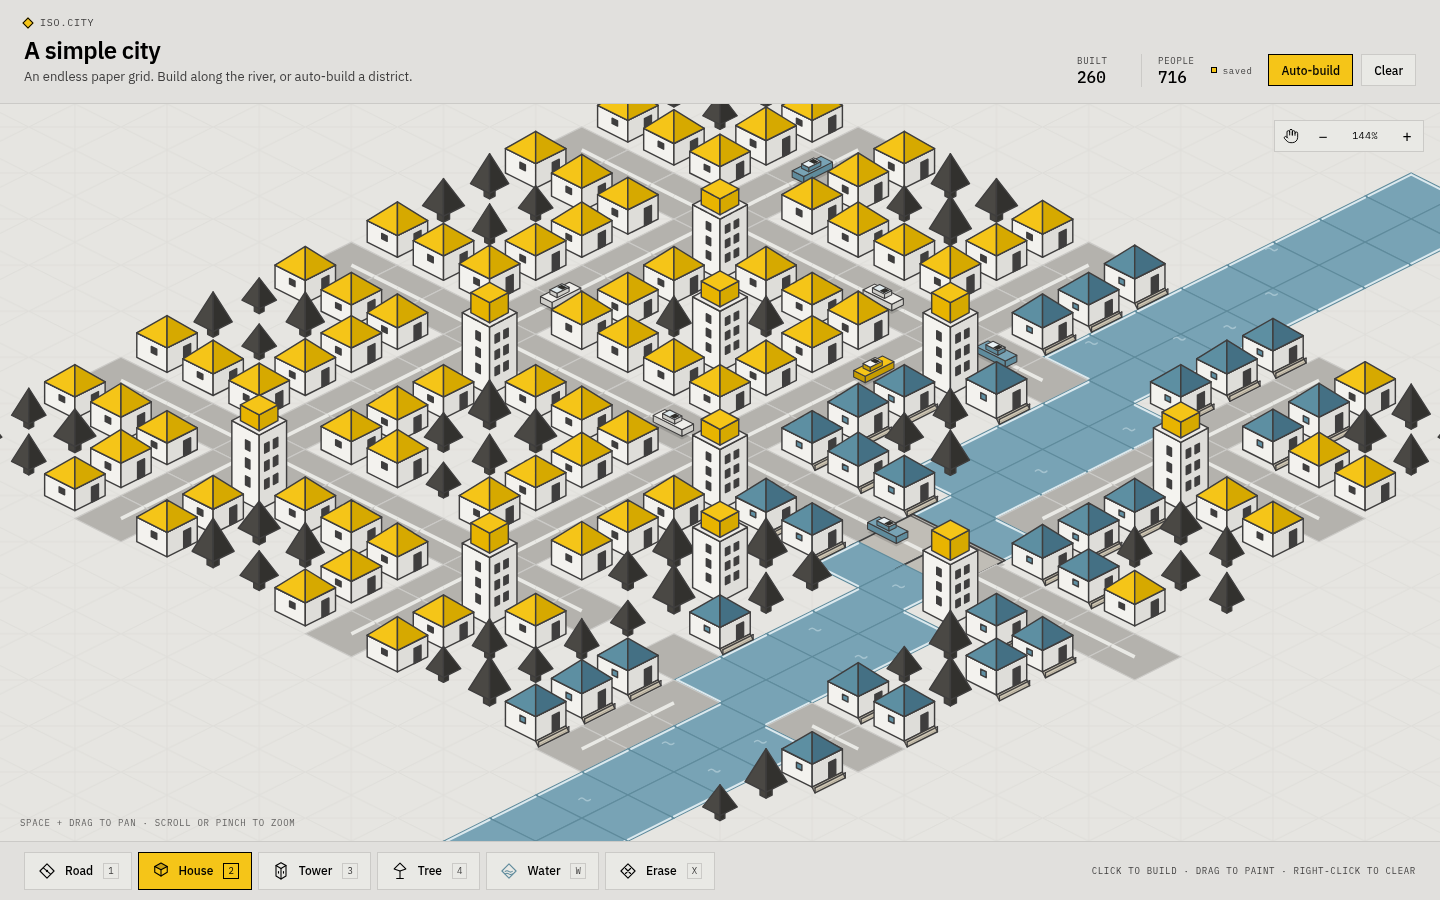 ISO.CITY
A simple city
An endless paper grid. Build along the river, or auto-build a district.
BUILT
260
PEOPLE
716
saved
Auto-build
Clear
144%
SPACE + DRAG TO PAN · SCROLL OR PINCH TO ZOOM
Road 1
House 2
Tower 3
Tree 4
Water W
Erase X
CLICK TO BUILD · DRAG TO PAINT · RIGHT-CLICK TO CLEAR